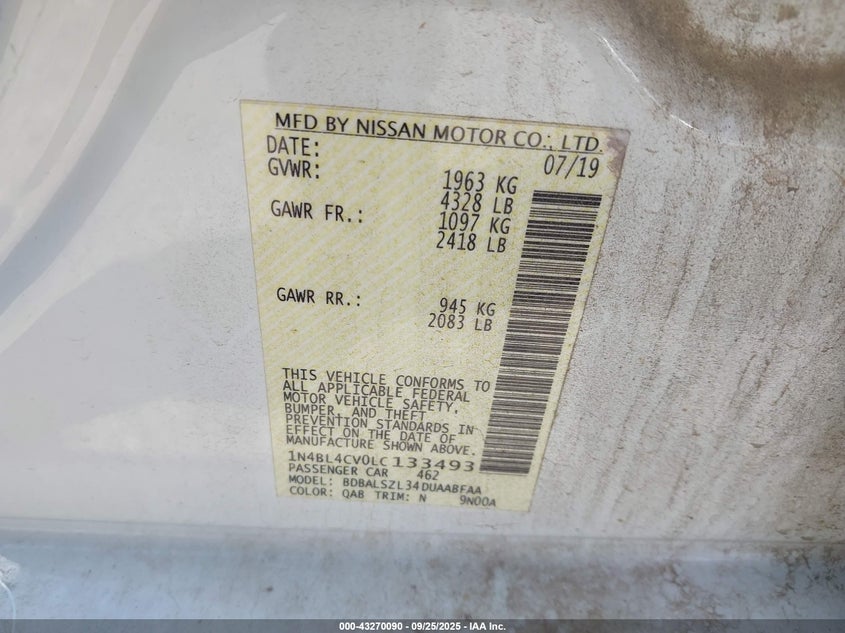 MFD BY NISSAN MOTOR CO., LTD.
DATE: 07/19
GVWR: 1963 KG
4328 LB
GAWR FR.: 1097 KG
2418 LB
GAWR RR.: 945 KG
2083 LB
THIS VEHICLE CONFORMS TO
ALL APPLICABLE FEDERAL
MOTOR VEHICLE SAFETY,
BUMPER, AND THEFT
PREVENTION STANDARDS IN
EFFECT ON THE DATE OF
MANUFACTURE SHOWN ABOVE.
1N4BL4CV0LC133493
PASSENGER CAR 462
MODEL: BDBALSZL34DUAABFAA
COLOR: QAB TRIM: N 9N00A
000-43270090 - 09/25/2025 - IAA Inc.